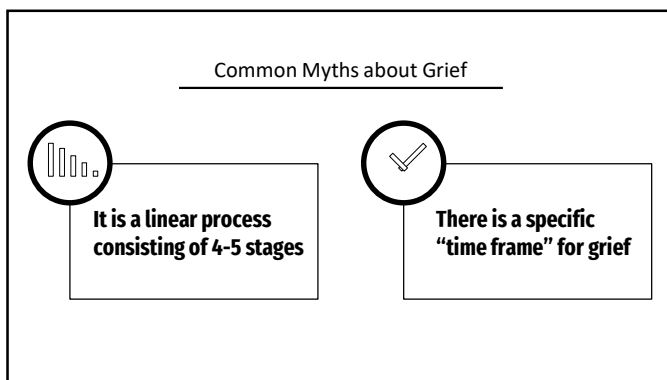 Common Myths about Grief
It is a linear process
consisting of 4-5 stages
There is a specific
“time frame” for grief